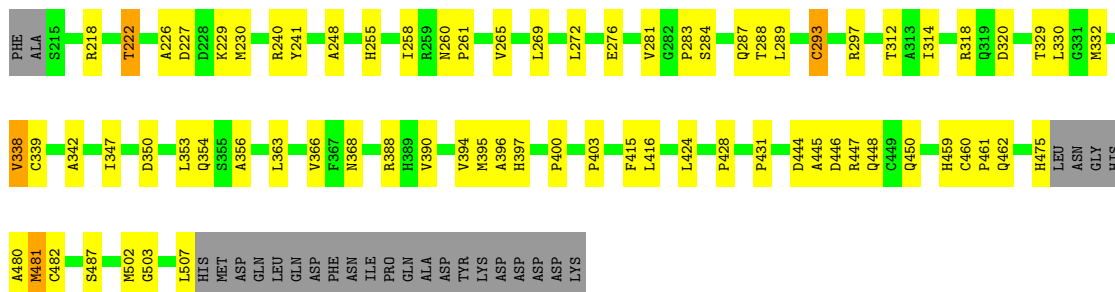 PHE ALA S215 R218 T222 A226 D227 D228 K229 M230 R240 Y241 A248 H255 I258 R259 N260 P261 V265 L269 L272 E276 V281 G282 P283 S284 Q287 T288 L289 C293 R297 T312 A313 I314 R318 Q319 D320 T329 L330 G331 M332
V338 C339 A342 I347 D350 L353 Q354 S355 A356 L363 V366 F367 N368 R388 H389 V390 V394 M395 A396 H397 P400 P403 F415 L416 L424 P428 P431 D444 A445 D446 R447 Q448 C449 Q450 H459 C460 P461 Q462 H475 LEU ASN GLY HIS
A480 M481 C482 S487 M502 G503 L507 HIS MET ASP GLN LEU GLN ASP PHE ASN ILE PRO GLN ALA ASP TYR LYS ASP ASP ASP ASP LYS